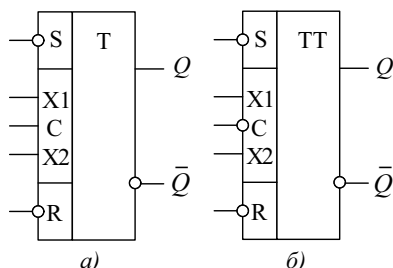 S T S TT
Q Q
X1 X1
C C
X2 X2
Q̄ Q̄
R R
а) б)